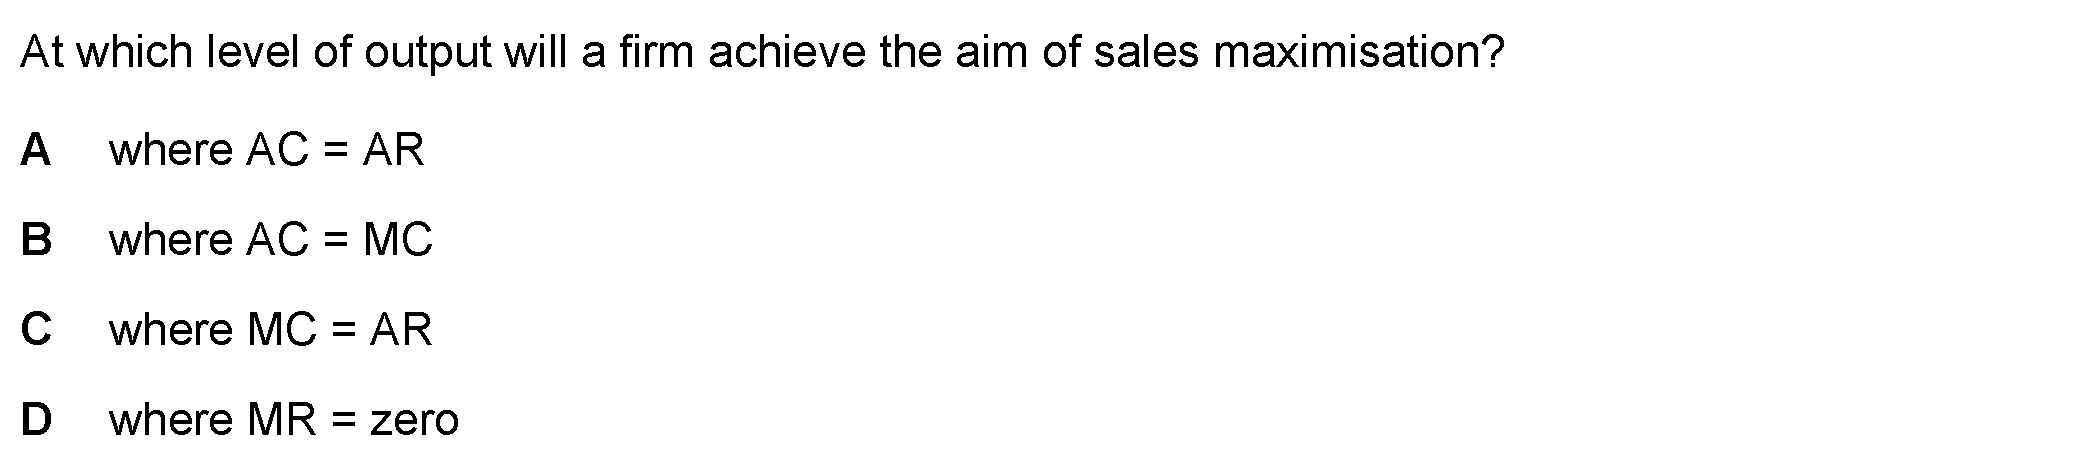 At which level of output will a firm achieve the aim of sales maximisation?
A where AC = AR
B where AC = MC
C where MC = AR
D where MR = zero